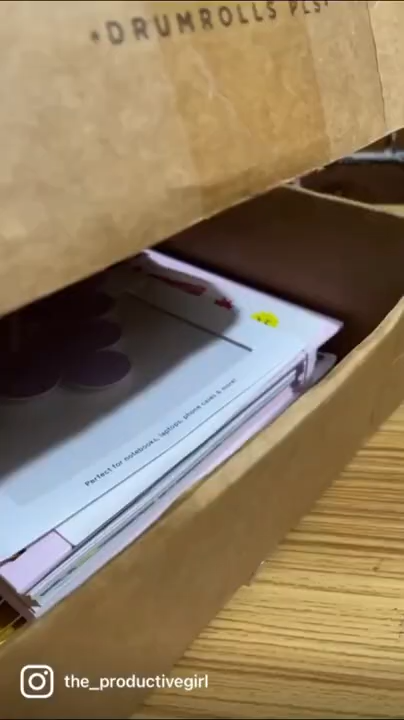 *DRUMROLLS PLS*
Perfect for notebooks, laptops, phone cases & more!
the_productivegirl